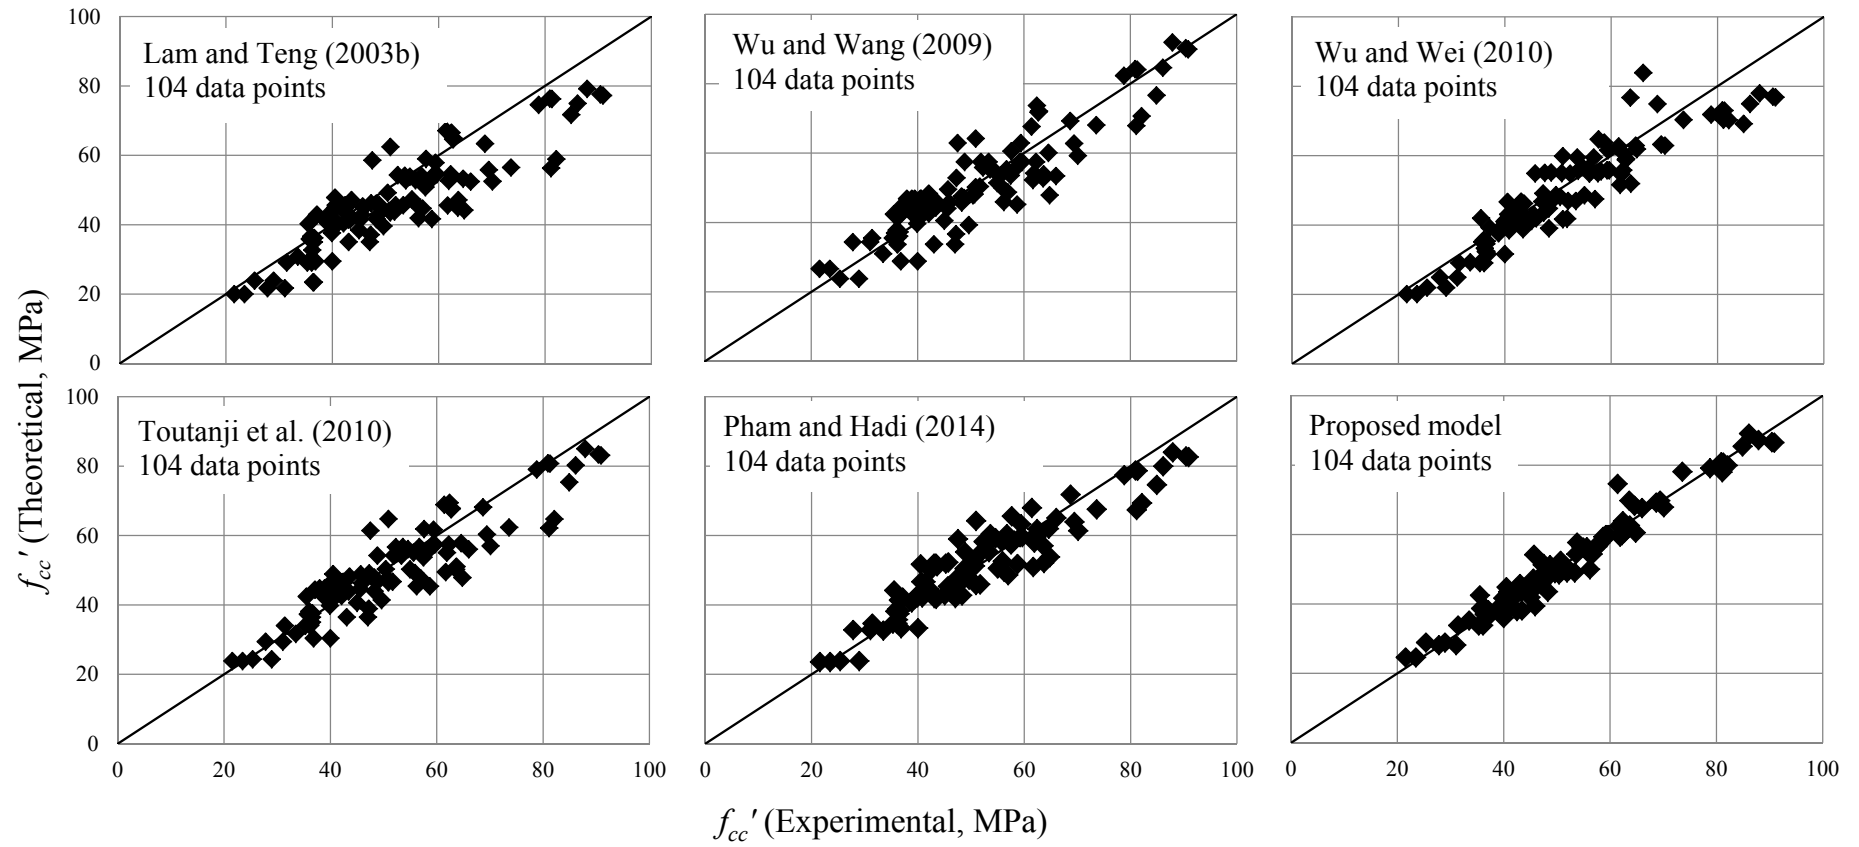 f_cc' (Theoretical, MPa)
100
80
60
40
20
0
Lam and Teng (2003b)
104 data points
Wu and Wang (2009)
104 data points
Wu and Wei (2010)
104 data points
100
80
60
40
20
0
Toutanji et al. (2010)
104 data points
Pham and Hadi (2014)
104 data points
Proposed model
104 data points
0 20 40 60 80 100
0 20 40 60 80 100
0 20 40 60 80 100
f_cc' (Experimental, MPa)